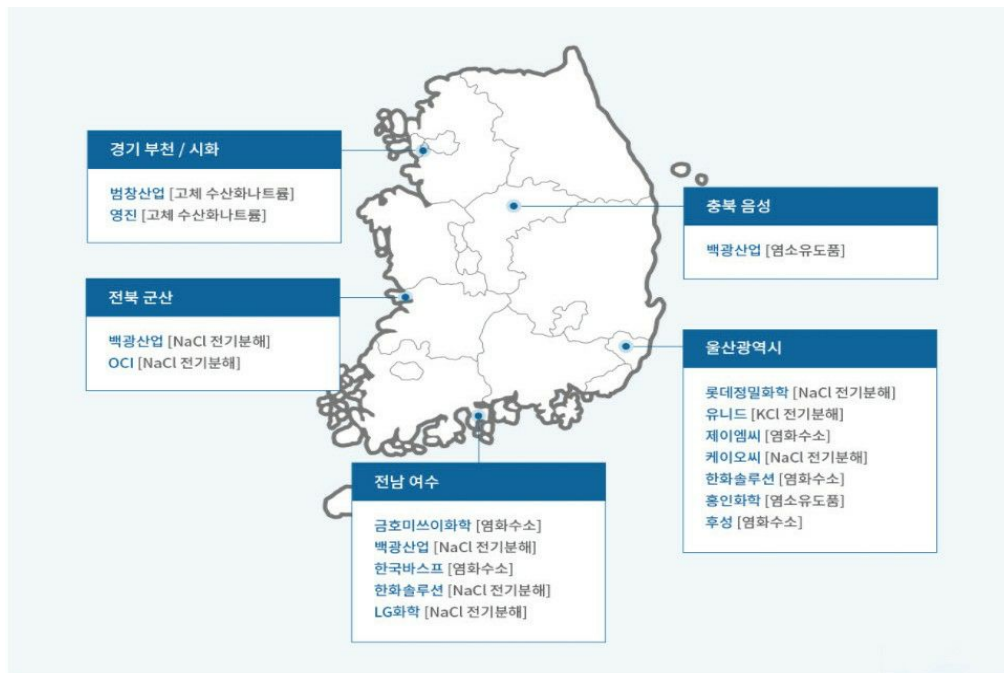 경기 부천 / 시화
범창산업 [고체 수산화나트륨]
영진 [고체 수산화나트륨]
전북 군산
백광산업 [NaCl 전기분해]
OCI [NaCl 전기분해]
전남 여수
금호미쓰이화학 [염화수소]
백광산업 [NaCl 전기분해]
한국바스프 [염화수소]
한화솔루션 [NaCl 전기분해]
LG화학 [NaCl 전기분해]
충북 음성
백광산업 [염소유도품]
울산광역시
롯데정밀화학 [NaCl 전기분해]
유니드 [KCl 전기분해]
제이엠씨 [염화수소]
케이오씨 [NaCl 전기분해]
한화솔루션 [염화수소]
홍인화학 [염소유도품]
후성 [염화수소]